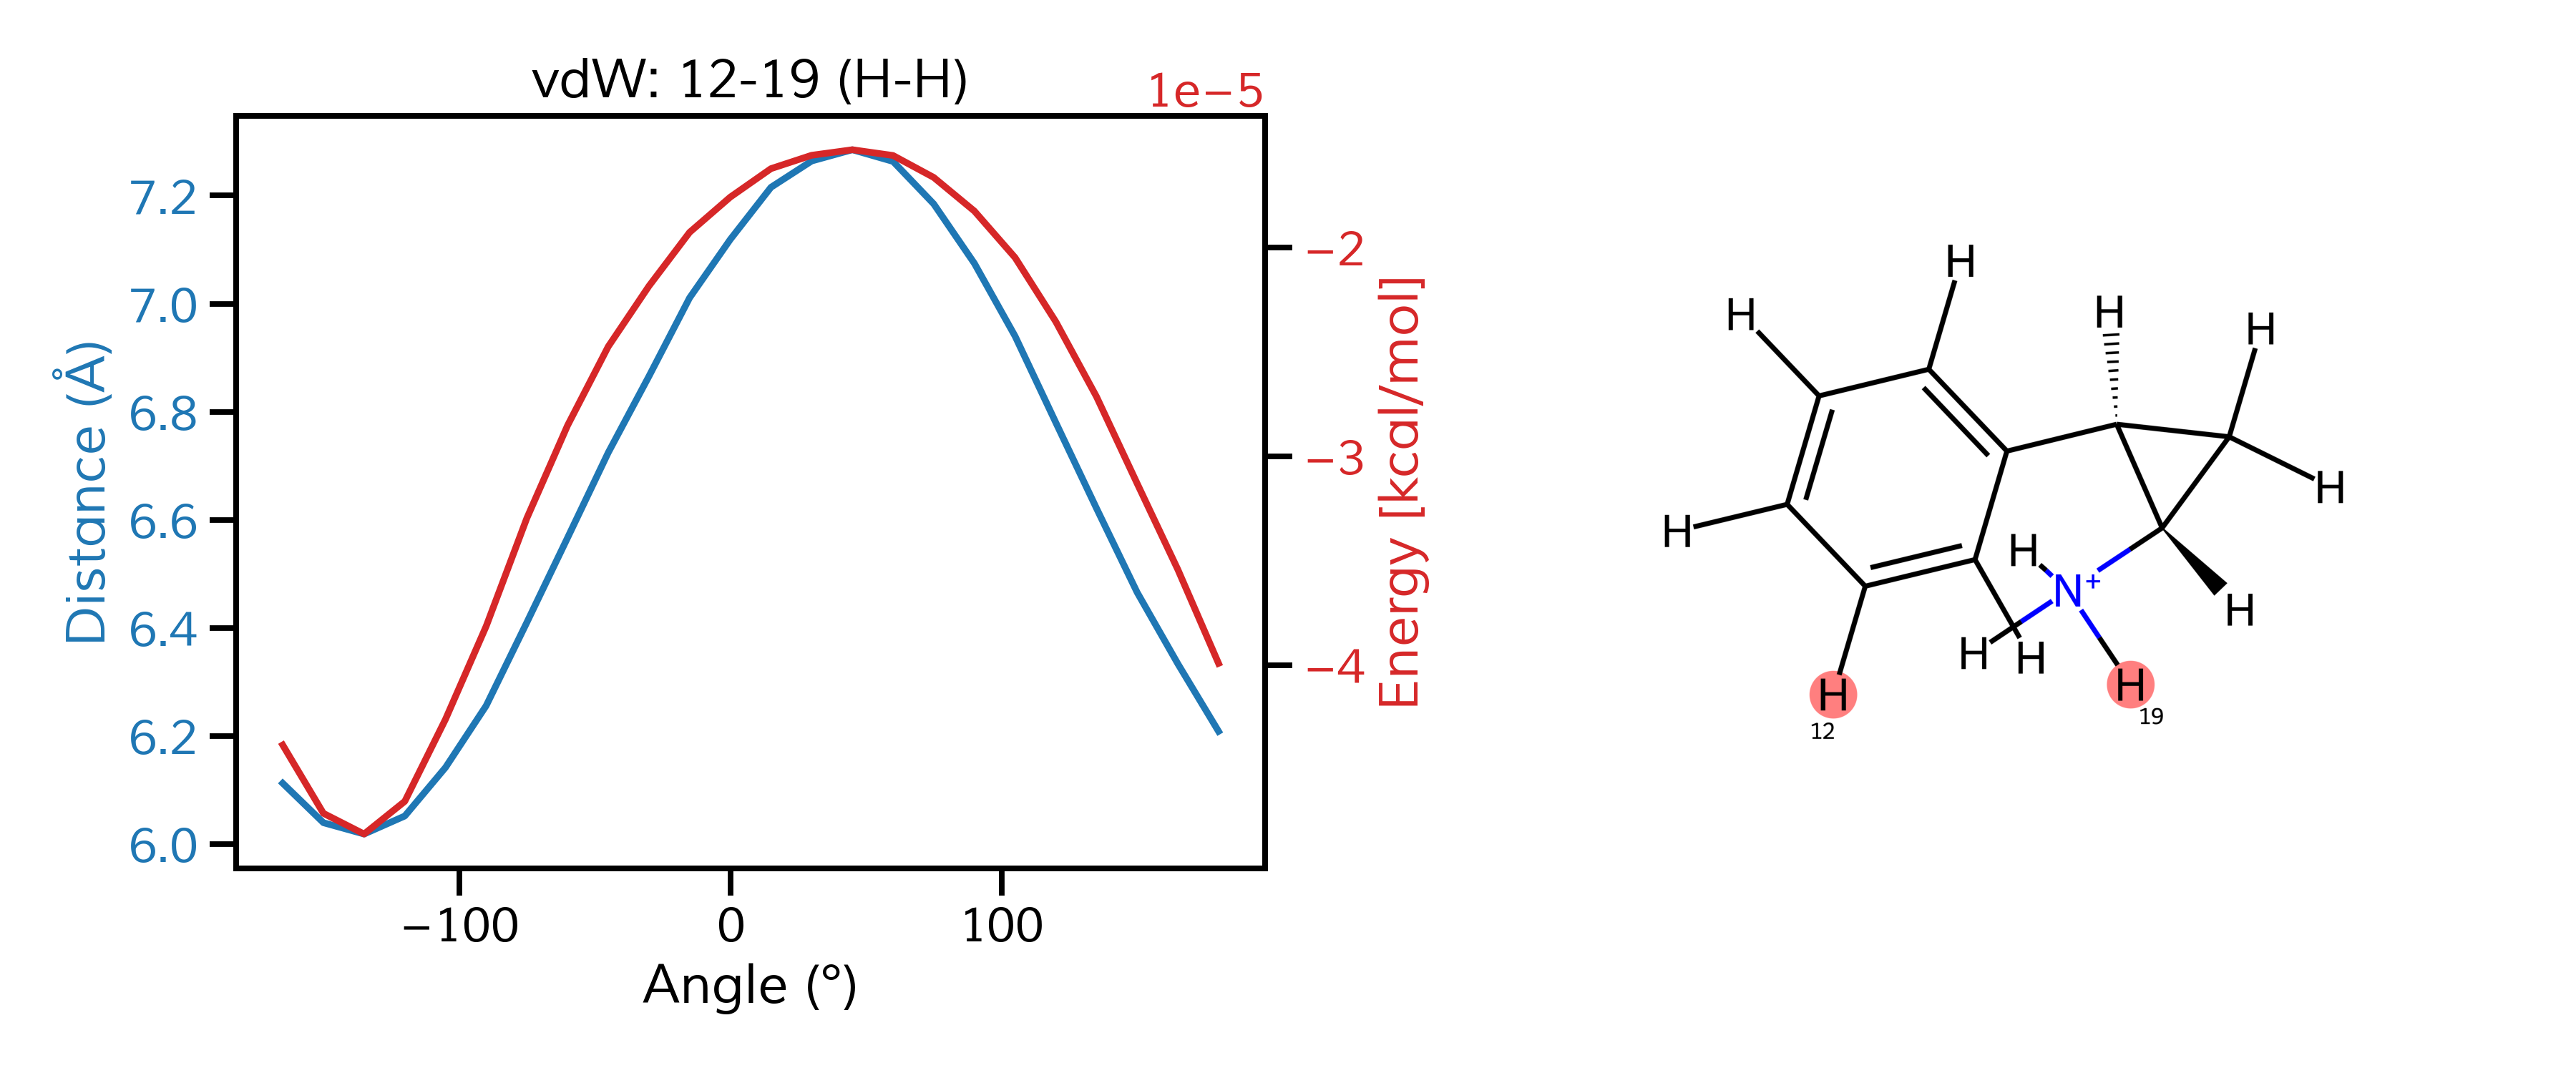 vdW: 12-19 (H-H)
1e−5
7.2
7.0
6.8
6.6
6.4
6.2
6.0
Distance (Å)
−2
−3
−4
Energy [kcal/mol]
−100
0
100
Angle (°)
H
H
H
H
H
H
H
H
N+
H
H
H
H
12
H
19